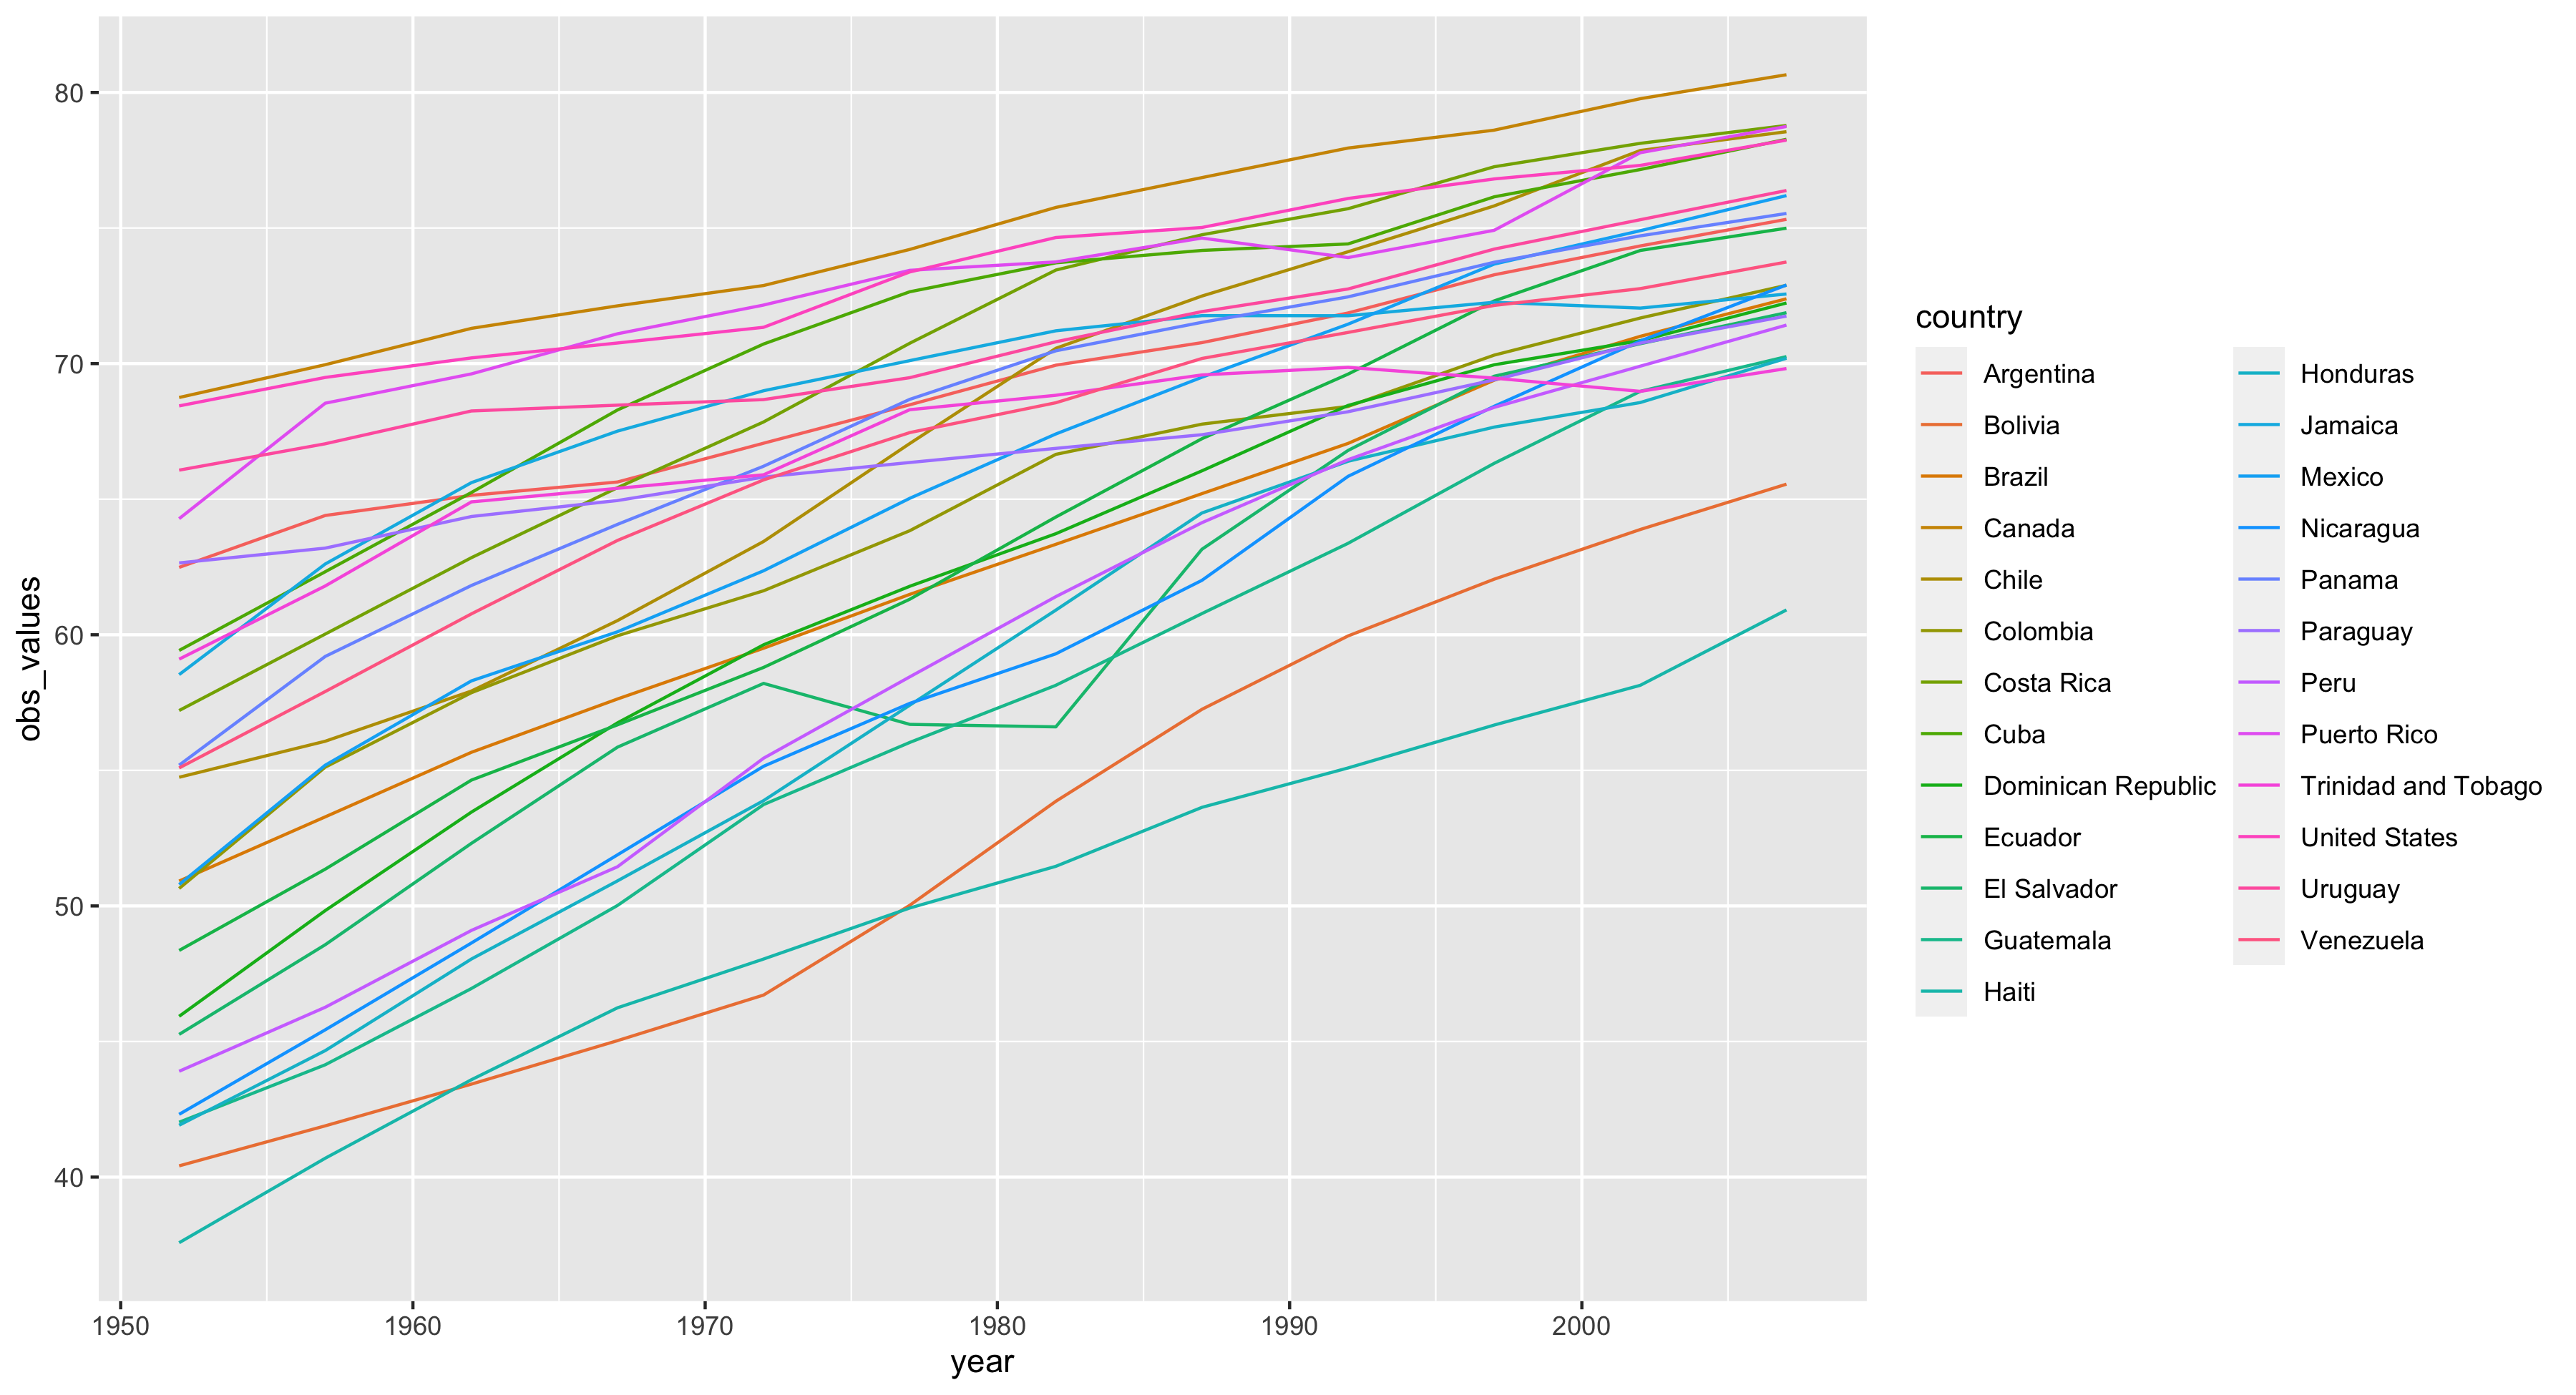 80
70
60
50
40
obs_values
1950 1960 1970 1980 1990 2000
year
country
Argentina
Bolivia
Brazil
Canada
Chile
Colombia
Costa Rica
Cuba
Dominican Republic
Ecuador
El Salvador
Guatemala
Haiti
Honduras
Jamaica
Mexico
Nicaragua
Panama
Paraguay
Peru
Puerto Rico
Trinidad and Tobago
United States
Uruguay
Venezuela